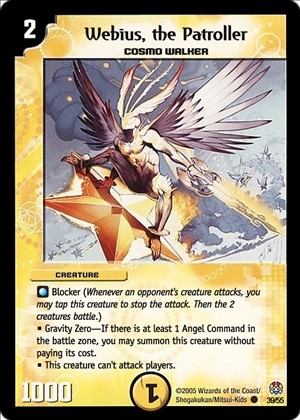 2
Webius, the Patroller
COSMO WALKER
CREATURE
Blocker (Whenever an opponent's creature attacks, you
may tap this creature to stop the attack. Then the 2
creatures battle.)
▪ Gravity Zero—If there is at least 1 Angel Command in
the battle zone, you may summon this creature without
paying its cost.
▪ This creature can't attack players.
1000
1
©2005 Wizards of the Coast/
Shogakukan/Mitsui-Kids
39/55